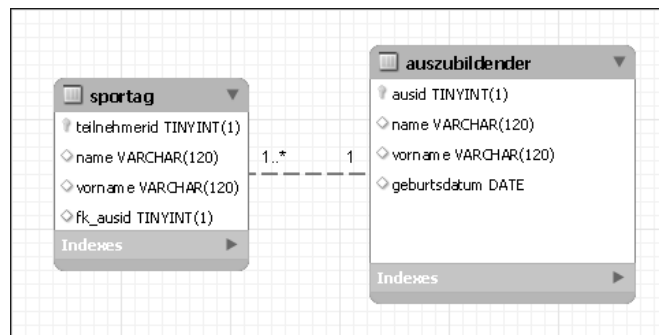 sportag
teilnehmerid TINYINT(1)
name VARCHAR(120)
vorname VARCHAR(120)
fk_ausid TINYINT(1)
Indexes
1..*
1
auszubildender
ausid TINYINT(1)
name VARCHAR(120)
vorname VARCHAR(120)
geburtsdatum DATE
Indexes